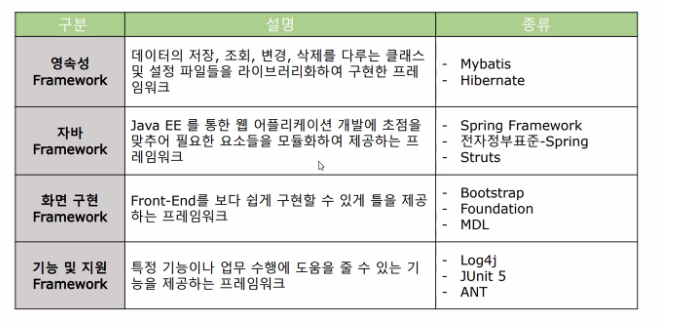 구분 설명 종류
영속성
Framework
데이터의 저장, 조회, 변경, 삭제를 다루는 클래스
및 설정 파일들을 라이브러리화하여 구현한 프레
임워크
- Mybatis
- Hibernate
자바
Framework
Java EE 를 통한 웹 어플리케이션 개발에 초점을
맞추어 필요한 요소들을 모듈화하여 제공하는 프
레임워크
- Spring Framework
- 전자정부표준-Spring
- Struts
화면 구현
Framework
Front-End를 보다 쉽게 구현할 수 있게 틀을 제공
하는 프레임워크
- Bootstrap
- Foundation
- MDL
기능 및 지원
Framework
특정 기능이나 업무 수행에 도움을 줄 수 있는 기
능을 제공하는 프레임워크
- Log4j
- JUnit 5
- ANT